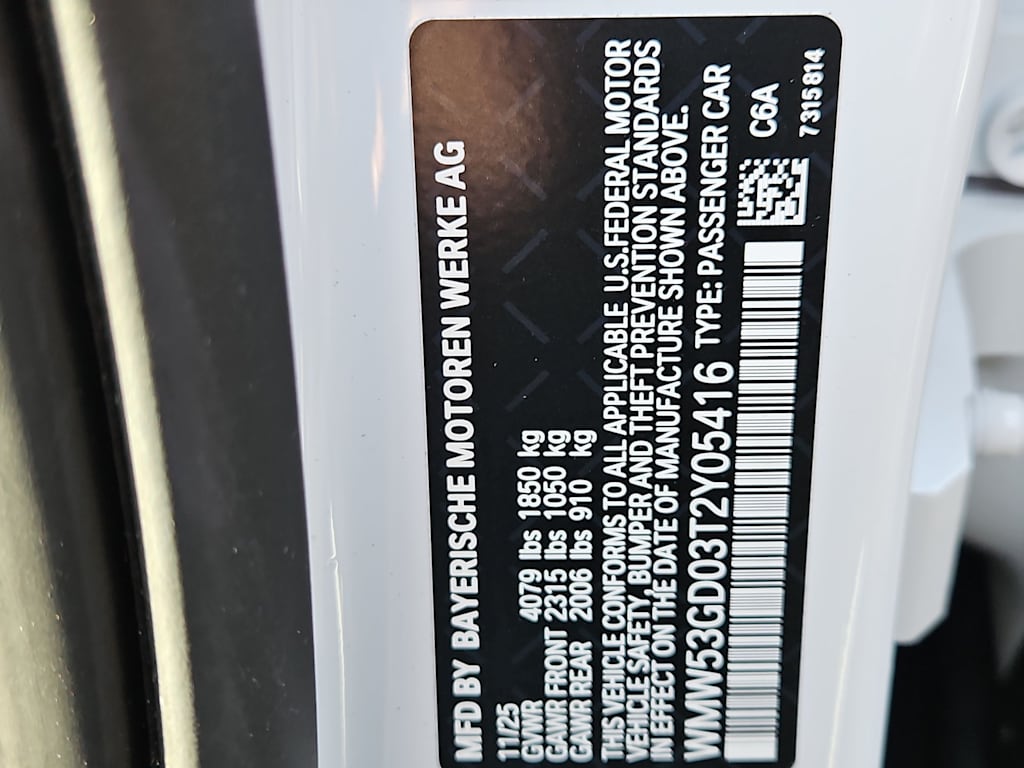 MFD BY BAYERISCHE MOTOREN WERKE AG
11/25
GVWR 4079 lbs 1850 kg
GAWR FRONT 2315 lbs 1050 kg
GAWR REAR 2006 lbs 910 kg
THIS VEHICLE CONFORMS TO ALL APPLICABLE U.S.FEDERAL MOTOR
VEHICLE SAFETY, BUMPER AND THEFT PREVENTION STANDARDS
IN EFFECT ON THE DATE OF MANUFACTURE SHOWN ABOVE.
WMW53GD03T2Y05416 TYPE: PASSENGER CAR
C6A
7315814